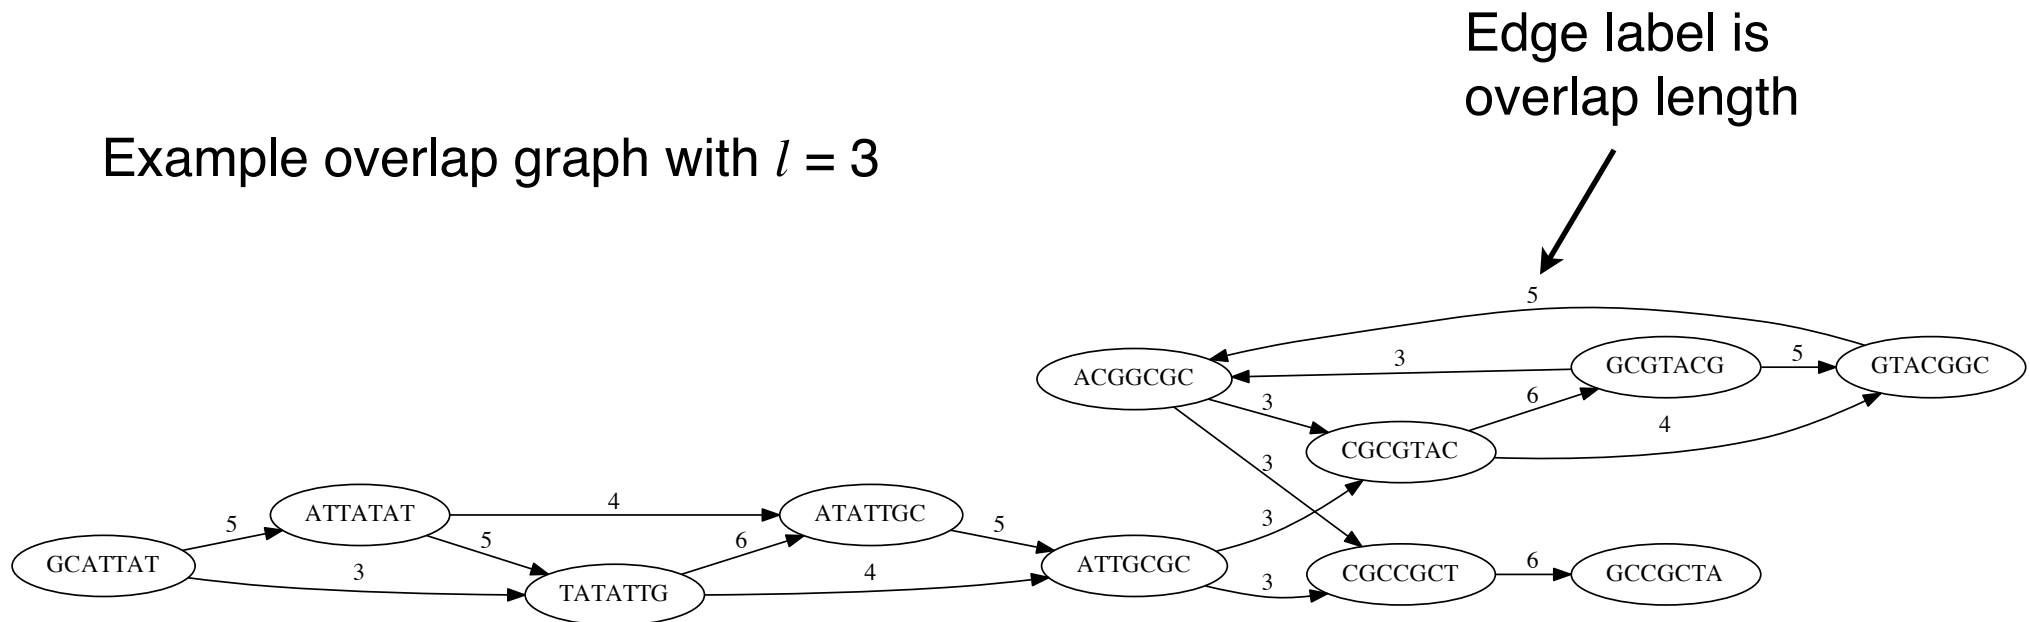 Edge label is
overlap length
Example overlap graph with l = 3
5
ACGGCGC
3
GCGTACG
5
GTACGGC
3
6
4
CGCGTAC
3
5
ATTATAT
4
ATATTGC
5
3
GCATTAT
5
6
ATTGCGC
3
TATATTG
4
3
CGCCGCT
6
GCCGCTA